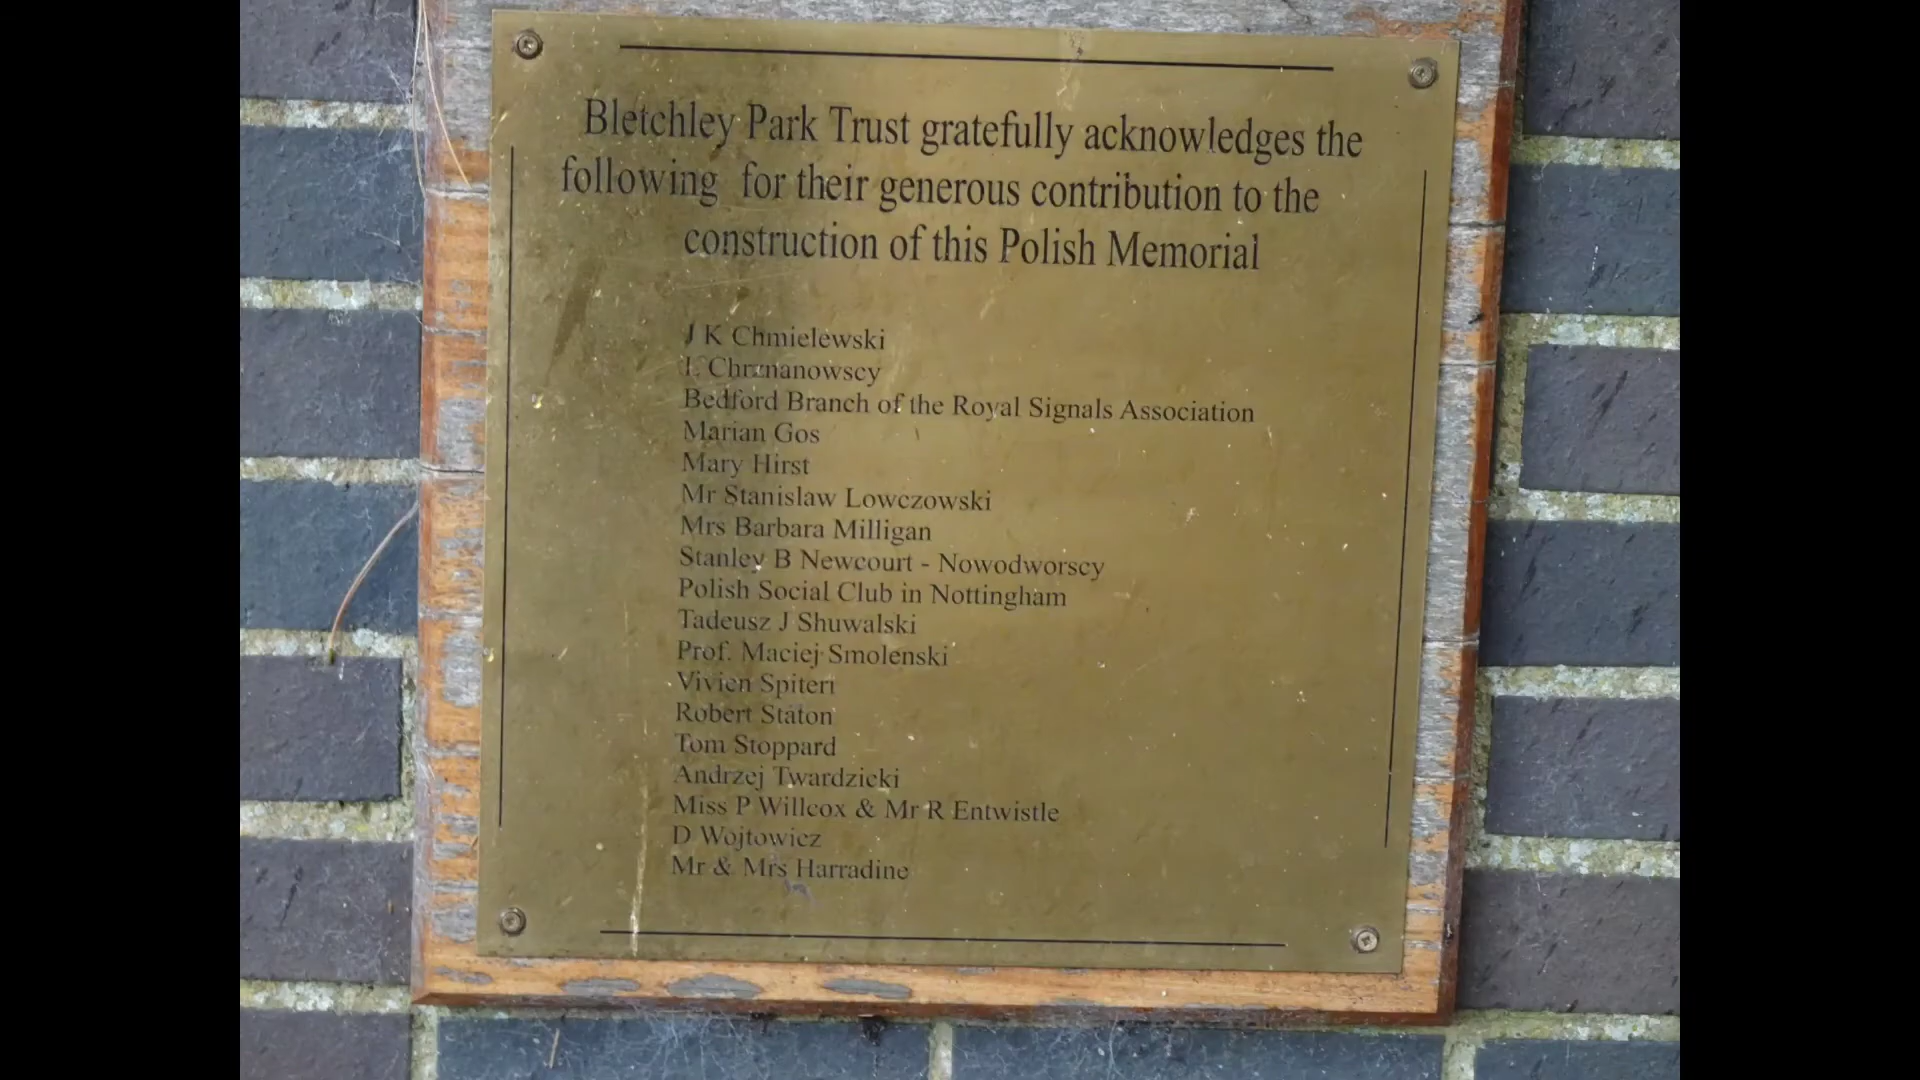 Bletchley Park Trust gratefully acknowledges the
following for their generous contribution to the
construction of this Polish Memorial
J K Chmielewski
L Chrznanowscy
Bedford Branch of the Royal Signals Association
Marian Gos
Mary Hirst
Mr Stanislaw Lowczowski
Mrs Barbara Milligan
Stanley B Newcourt - Nowodworscy
Polish Social Club in Nottingham
Tadeusz J Shuwalski
Prof. Maciej Smolenski
Vivien Spiteri
Robert Staton
Tom Stoppard
Andrzej Twardzicki
Miss P Willcox & Mr R Entwistle
D Wojtowicz
Mr & Mrs Harradine